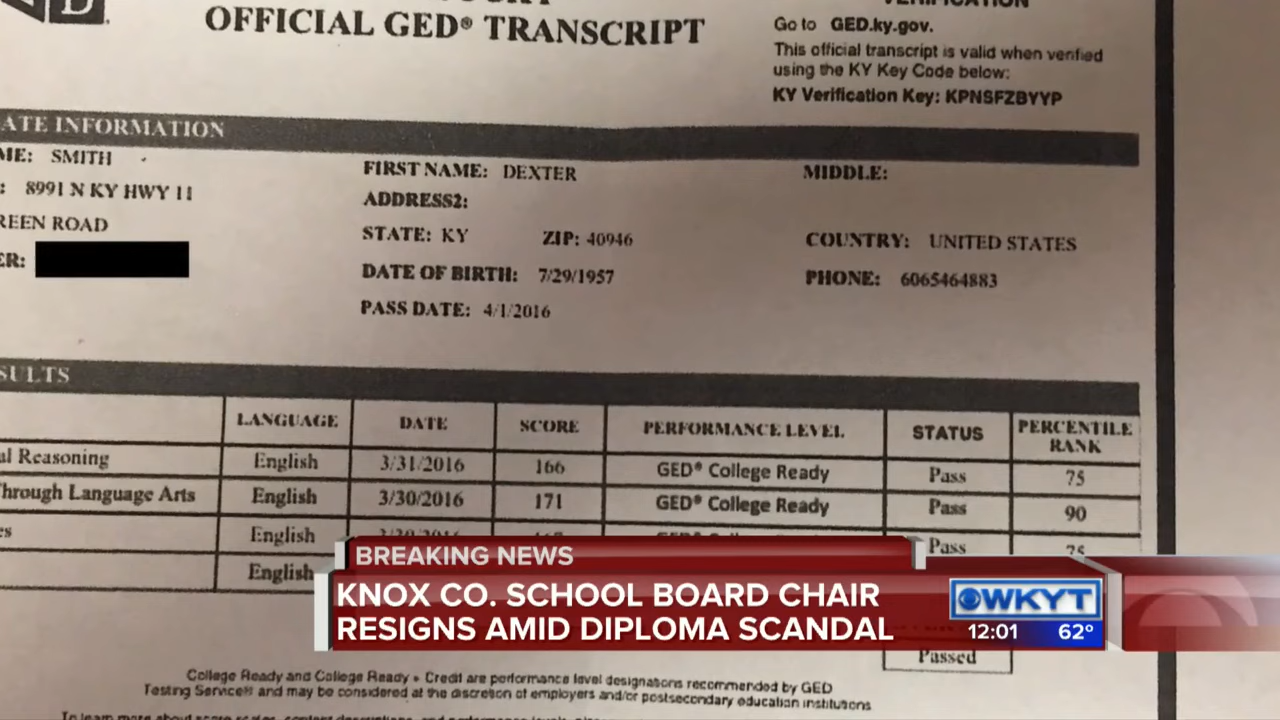 OFFICIAL GED® TRANSCRIPT
Go to GED.ky.gov.
This official transcript is valid when verified
using the KY Key Code below:
KY Verification Key: KPNSFZBYYP
ATE INFORMATION
ME: SMITH
FIRST NAME: DEXTER
MIDDLE:
: 8991 N KY HWY 11
ADDRESS2:
REEN ROAD
STATE: KY ZIP: 40946
COUNTRY: UNITED STATES
ER:
DATE OF BIRTH: 7/29/1957
PHONE: 6065464883
PASS DATE: 4/1/2016
SULTS
LANGUAGE DATE SCORE PERFORMANCE LEVEL STATUS PERCENTILE RANK
al Reasoning English 3/31/2016 166 GED® College Ready Pass 75
hrough Language Arts English 3/30/2016 171 GED® College Ready Pass 90
es English Pass 75
English
BREAKING NEWS
KNOX CO. SCHOOL BOARD CHAIR
RESIGNS AMID DIPLOMA SCANDAL
WKYT
12:01 62°
Passed
College Ready and College Ready + Credit are performance level designations recommended by GED
Testing Service® and may be considered at the discretion of employers and/or postsecondary education institutions